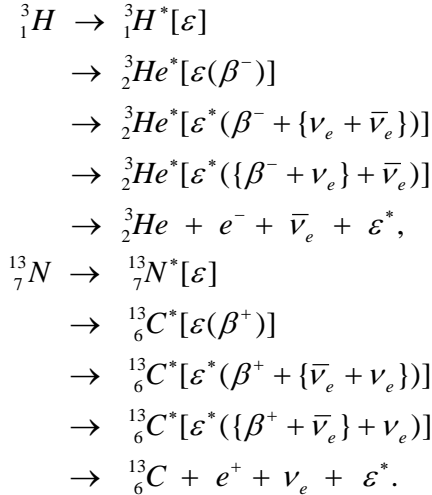 ³₁H → ³₁H*[ε]
→ ³₂He*[ε(β⁻)]
→ ³₂He*[ε*(β⁻ + {νₑ + ν̅ₑ})]
→ ³₂He*[ε*({β⁻ + νₑ} + ν̅ₑ)]
→ ³₂He + e⁻ + ν̅ₑ + ε*,
¹³₇N → ¹³₇N*[ε]
→ ¹³₆C*[ε(β⁺)]
→ ¹³₆C*[ε*(β⁺ + {ν̅ₑ + νₑ})]
→ ¹³₆C*[ε*({β⁺ + ν̅ₑ} + νₑ)]
→ ¹³₆C + e⁺ + νₑ + ε*.